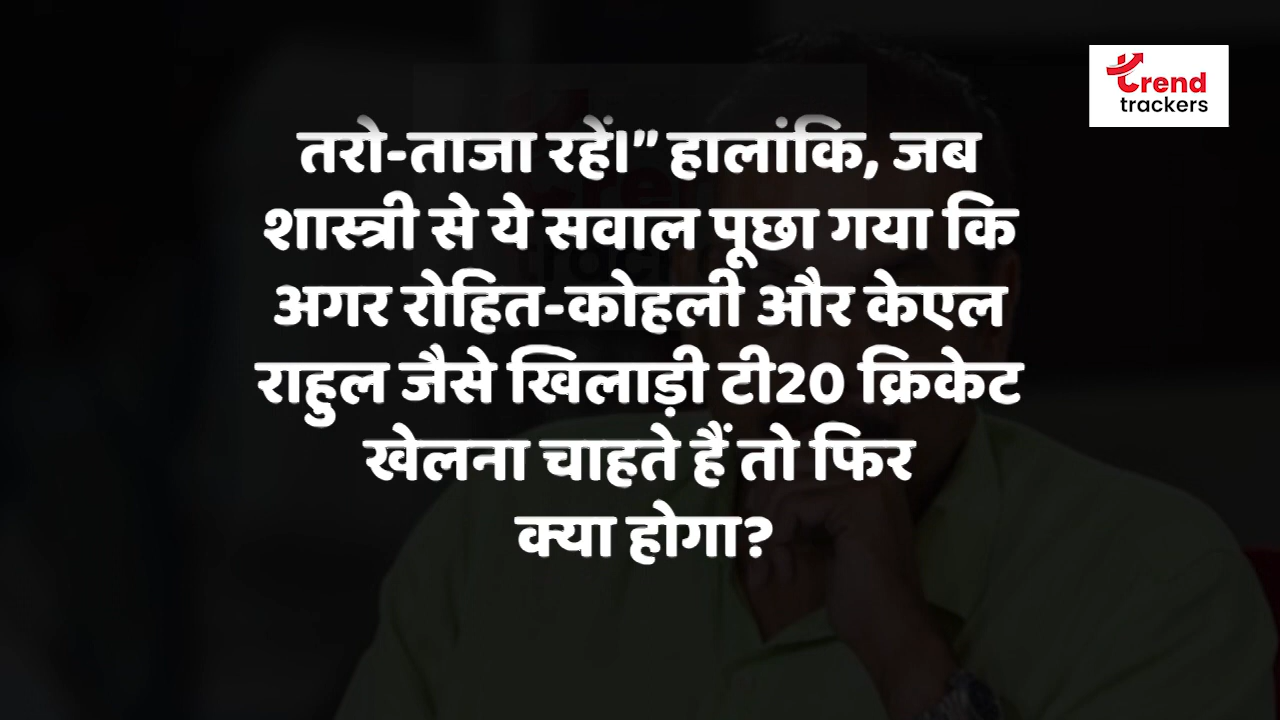 trend
trackers
तरो-ताजा रहें।” हालांकि, जब
शास्त्री से ये सवाल पूछा गया कि
अगर रोहित-कोहली और केएल
राहुल जैसे खिलाड़ी टी20 क्रिकेट
खेलना चाहते हैं तो फिर
क्या होगा?